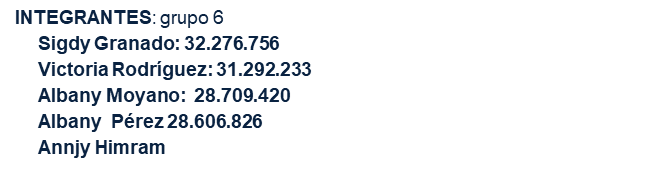 INTEGRANTES: grupo 6
Sigdy Granado: 32.276.756
Victoria Rodríguez: 31.292.233
Albany Moyano:  28.709.420
Albany  Pérez 28.606.826
Annjy Himram